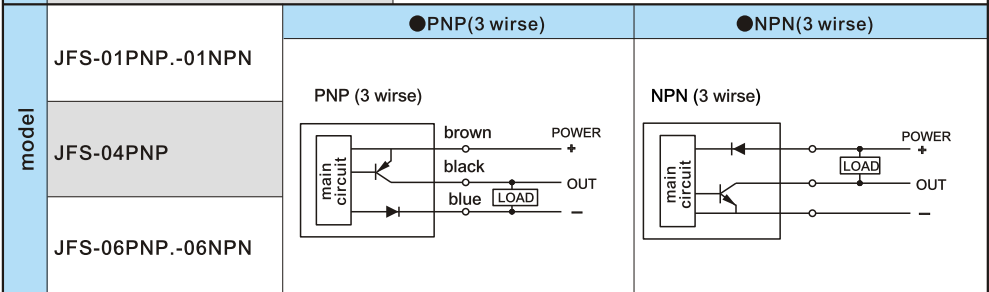 model
JFS-01PNP.-01NPN
JFS-04PNP
JFS-06PNP.-06NPN
●PNP(3 wirse)
PNP (3 wirse)
main circuit
brown
POWER
+
black
OUT
blue
LOAD
−
●NPN(3 wirse)
NPN (3 wirse)
main circuit
POWER
+
LOAD
OUT
−